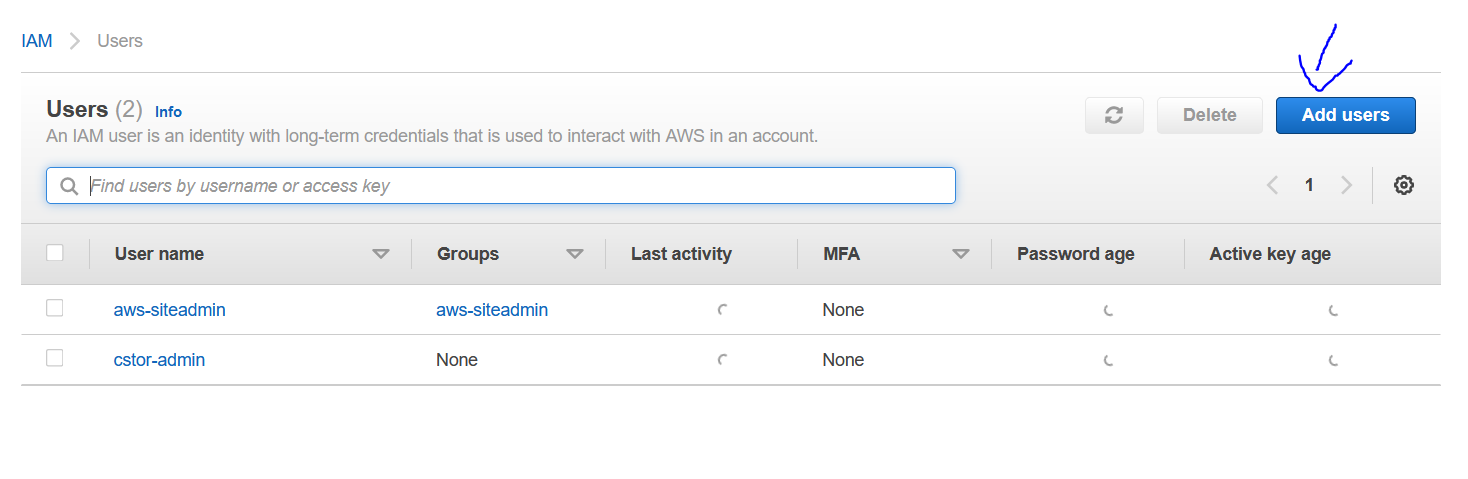 IAM Users
Users (2) Info
An IAM user is an identity with long-term credentials that is used to interact with AWS in an account.
Delete
Add users
Find users by username or access key
1
User name Groups Last activity MFA Password age Active key age
aws-siteadmin aws-siteadmin None
cstor-admin None None